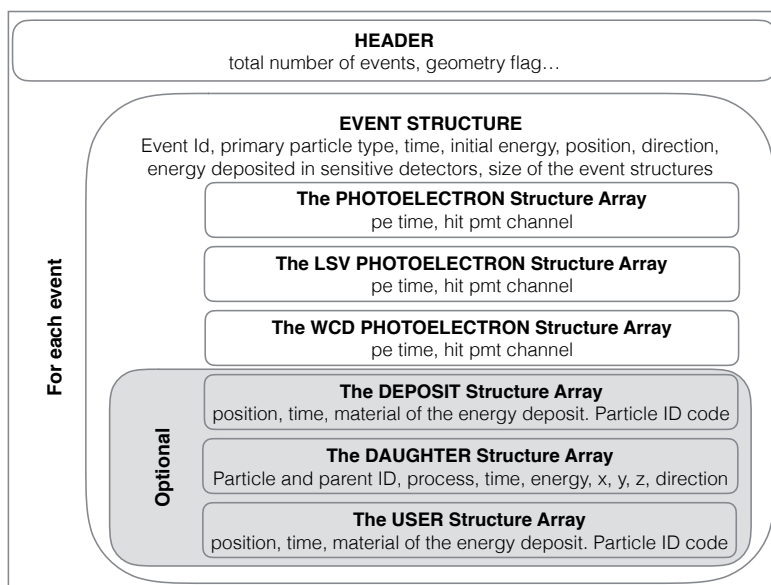 HEADER
total number of events, geometry flag…
EVENT STRUCTURE
Event Id, primary particle type, time, initial energy, position, direction,
energy deposited in sensitive detectors, size of the event structures
The PHOTOELECTRON Structure Array
pe time, hit pmt channel
The LSV PHOTOELECTRON Structure Array
pe time, hit pmt channel
The WCD PHOTOELECTRON Structure Array
pe time, hit pmt channel
For each event
Optional
The DEPOSIT Structure Array
position, time, material of the energy deposit. Particle ID code
The DAUGHTER Structure Array
Particle and parent ID, process, time, energy, x, y, z, direction
The USER Structure Array
position, time, material of the energy deposit. Particle ID code